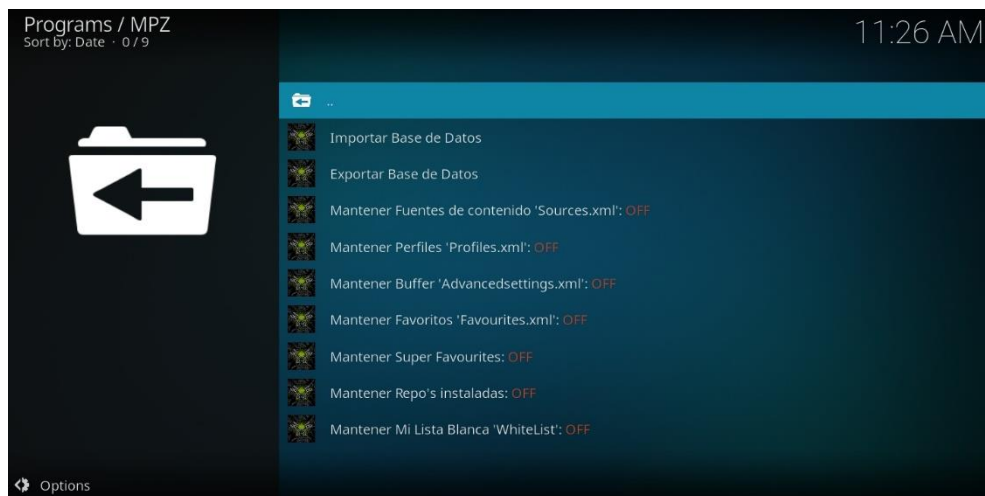 Programs / MPZ
Sort by: Date · 0 / 9
11:26 AM
..
Importar Base de Datos
Exportar Base de Datos
Mantener Fuentes de contenido 'Sources.xml': OFF
Mantener Perfiles 'Profiles.xml': OFF
Mantener Buffer 'Advancedsettings.xml': OFF
Mantener Favoritos 'Favourites.xml': OFF
Mantener Super Favourites: OFF
Mantener Repo's instaladas: OFF
Mantener Mi Lista Blanca 'WhiteList': OFF
Options